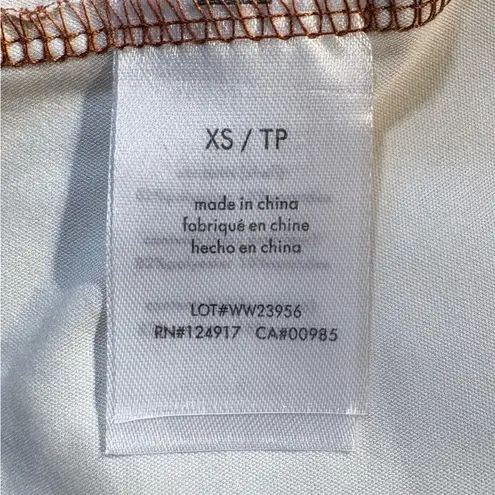 XS / TP
made in china
fabriqué en chine
hecho en china
LOT#WW23956
RN#124917 CA#00985